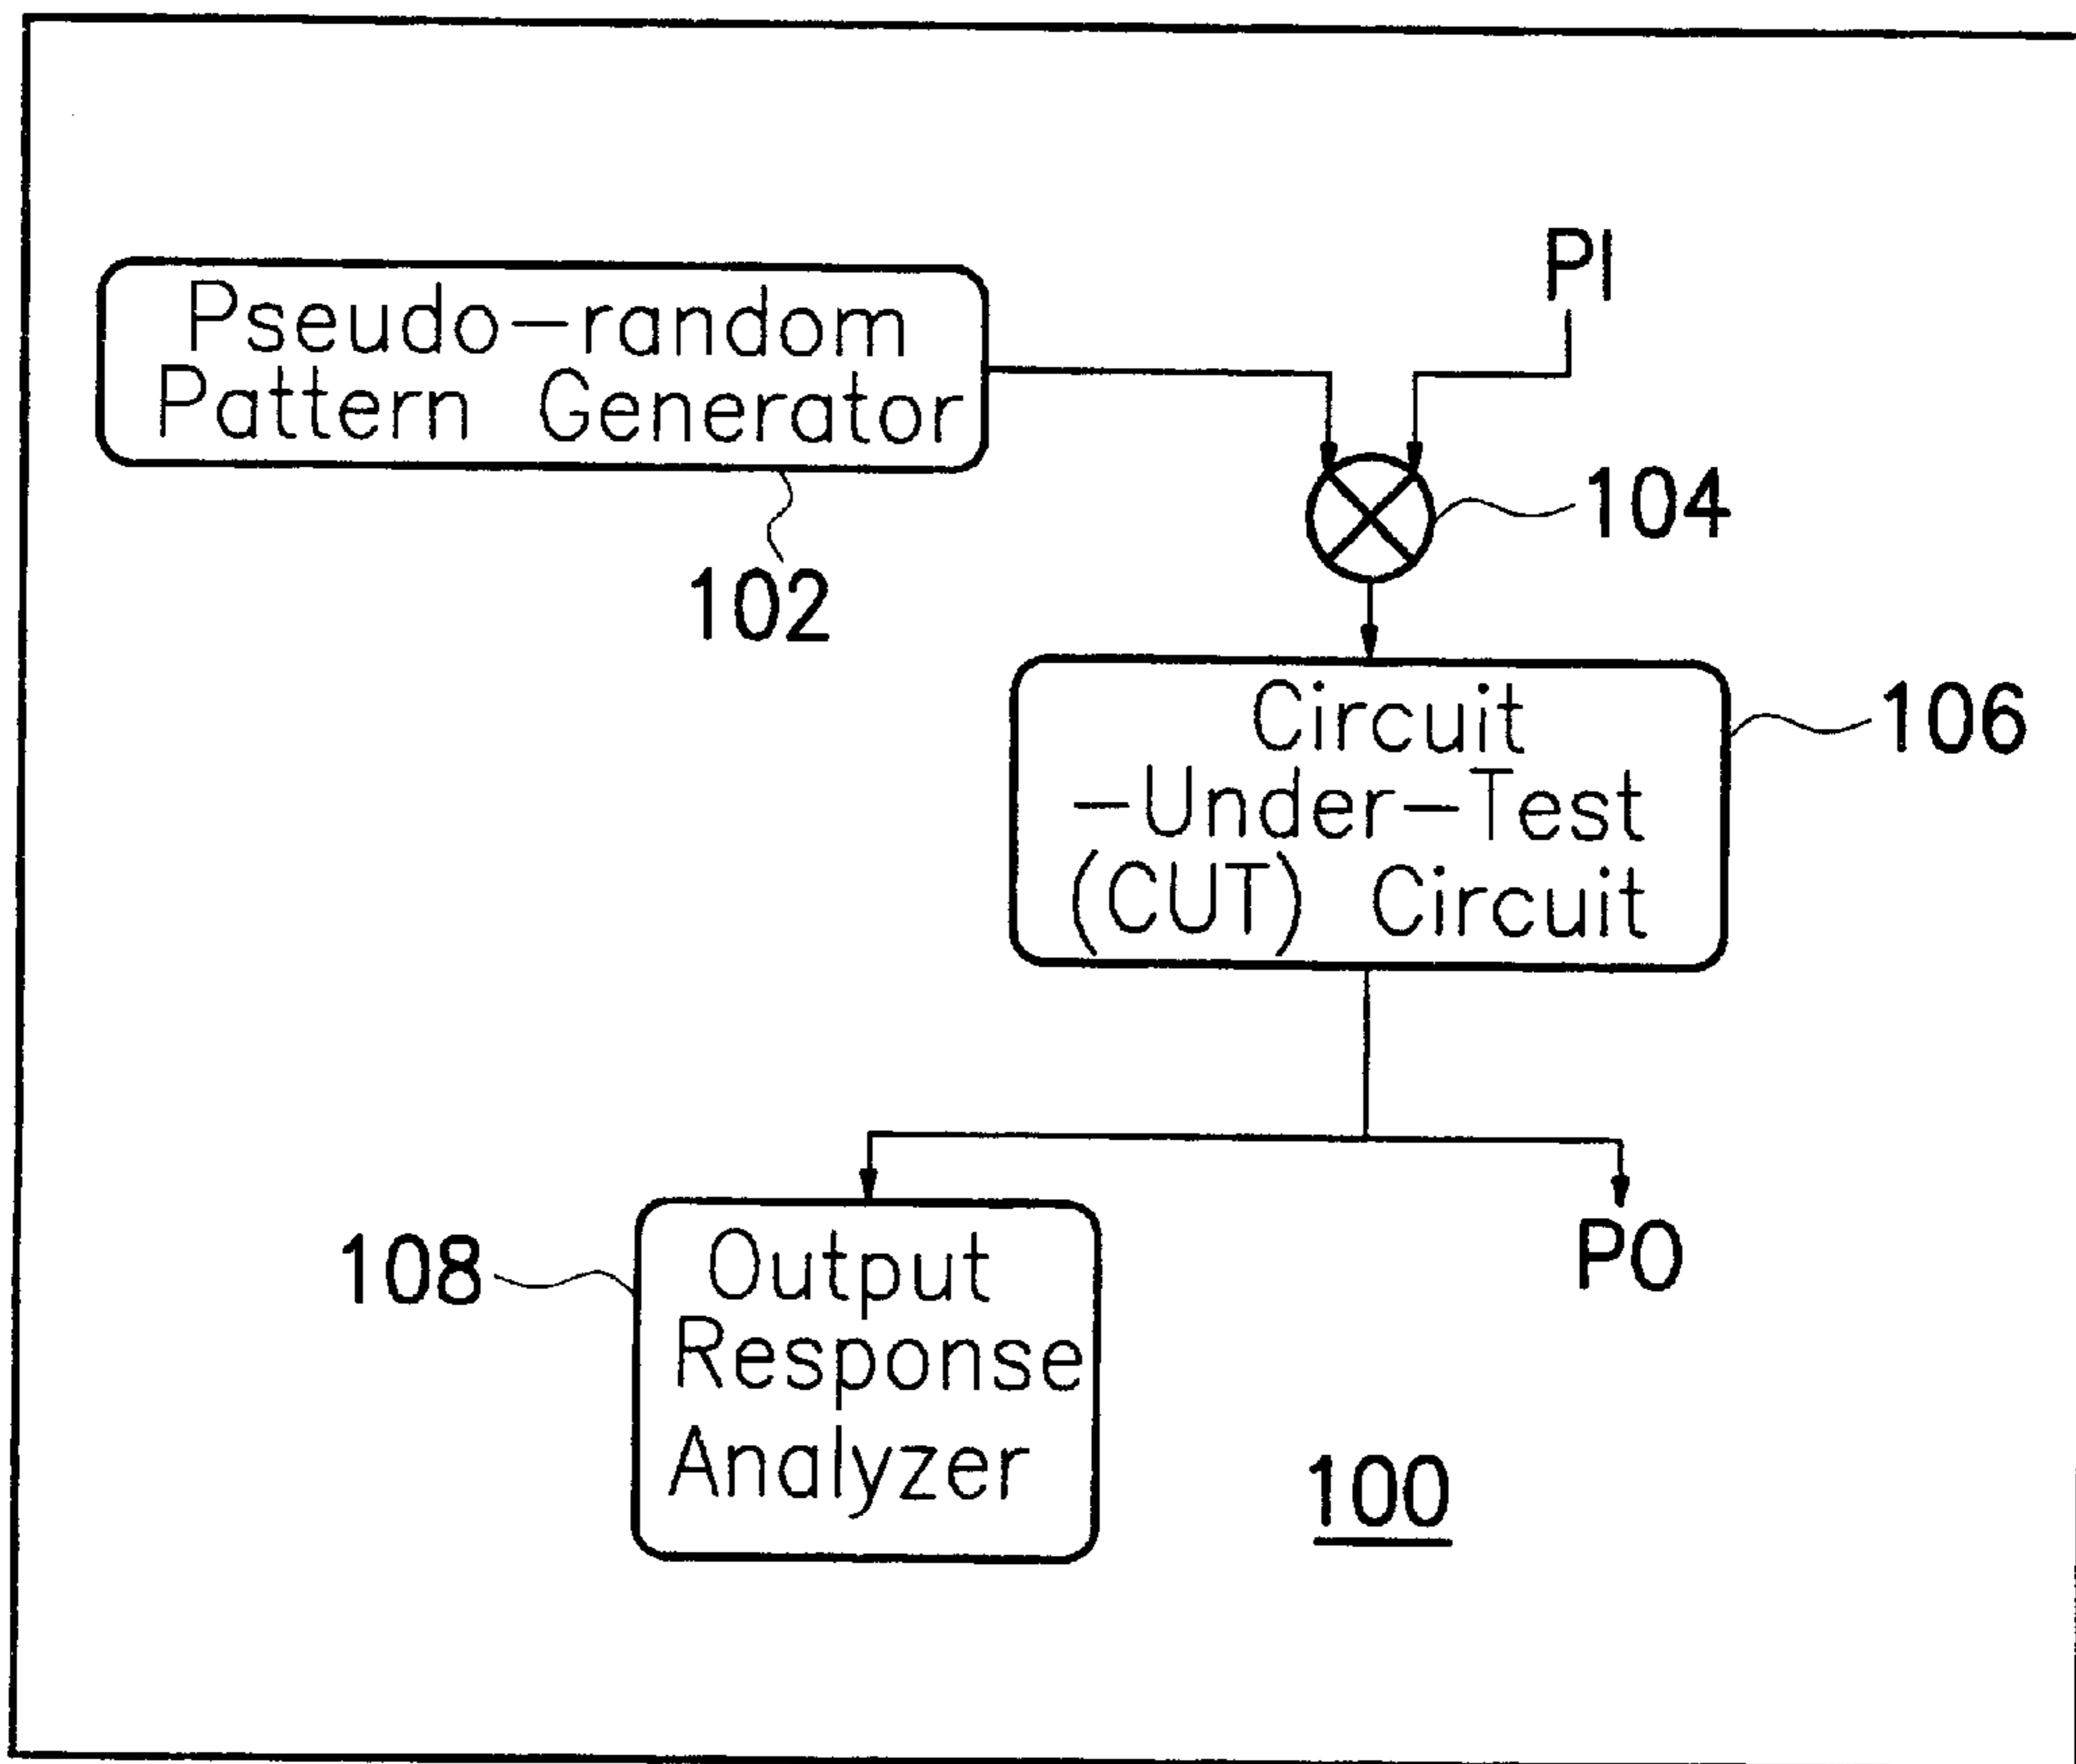 PI
Pseudo-random
Pattern Generator
104
102
Circuit
-Under-Test
(CUT) Circuit
106
108
Output
Response
Analyzer
PO
100